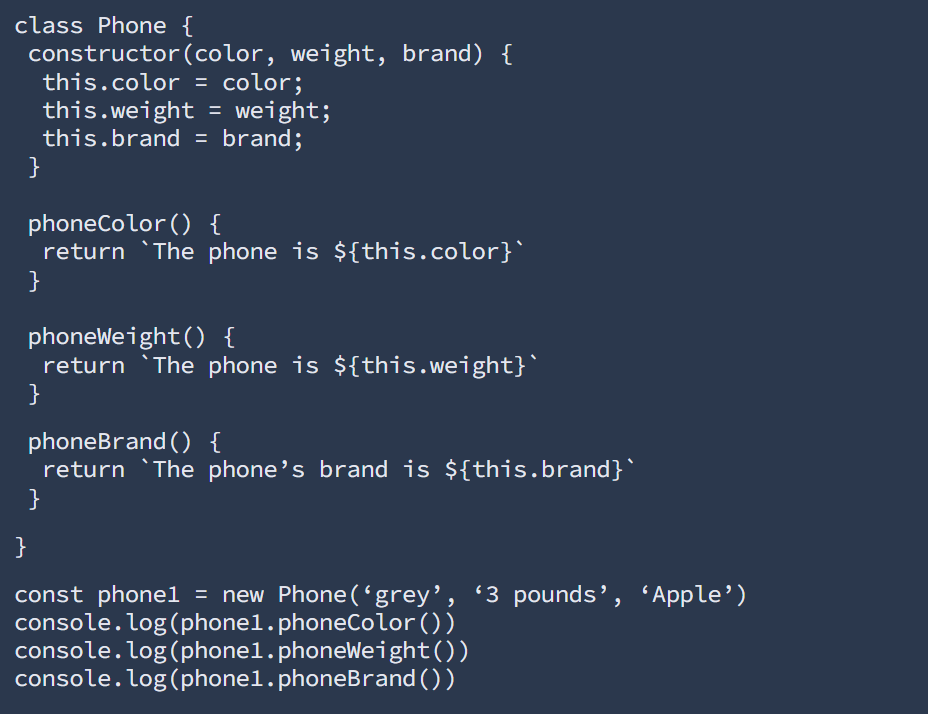 class Phone {
 constructor(color, weight, brand) {
  this.color = color;
  this.weight = weight;
  this.brand = brand;
 }

 phoneColor() {
  return `The phone is ${this.color}`
 }

 phoneWeight() {
  return `The phone is ${this.weight}`
 }

 phoneBrand() {
  return `The phone’s brand is ${this.brand}`
 }

}

const phone1 = new Phone(‘grey’, ‘3 pounds’, ‘Apple’)
console.log(phone1.phoneColor())
console.log(phone1.phoneWeight())
console.log(phone1.phoneBrand())